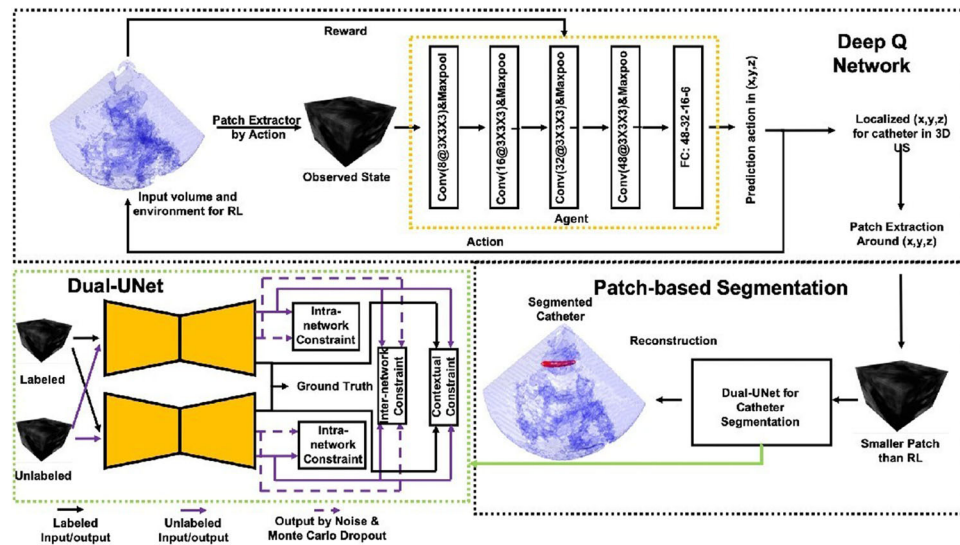 Reward
Deep Q
Network
Patch Extractor
by Action
Observed State
Conv(8@3X3X3)&Maxpool
Conv(16@3X3X3)&Maxpoo
Conv(32@3X3X3)&Maxpoo
Conv(48@3X3X3)&Maxpoo
FC: 48-32-16-6
Prediction action in (x,y,z)
Localized (x,y,z)
for catheter in 3D
US
Input volume and
environment for RL
Agent
Action
Patch Extraction
Around (x,y,z)
Dual-UNet
Labeled
Unlabeled
Intra-
network
Constraint
Ground Truth
Inter-network
Constraint
Contextual
Constraint
Intra-
network
Constraint
Labeled
Input/output
Unlabeled
Input/output
Output by Noise &
Monte Carlo Dropout
Patch-based Segmentation
Segmented
Catheter
Reconstruction
Dual-UNet for
Catheter
Segmentation
Smaller Patch
than RL